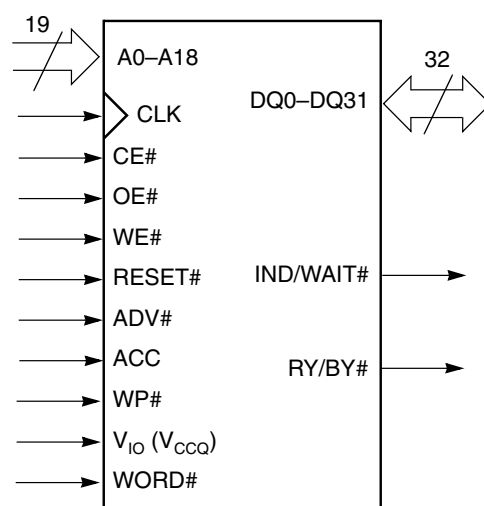 19
A0–A18
CLK
CE#
OE#
WE#
RESET#
ADV#
ACC
WP#
VIO (VCCQ)
WORD#
32
DQ0–DQ31
IND/WAIT#
RY/BY#